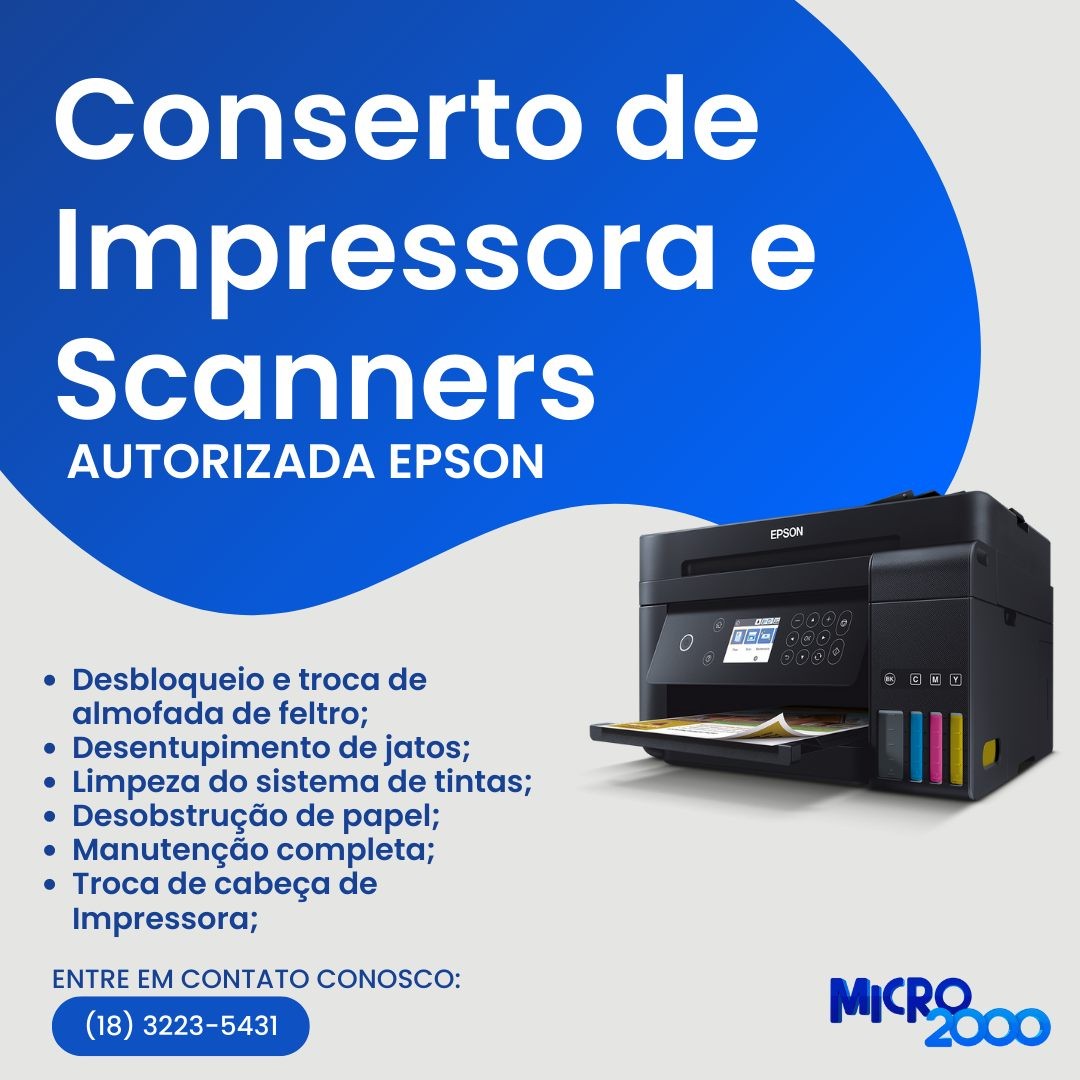 Conserto de
Impressora e
Scanners
AUTORIZADA EPSON
EPSON
OK
BK C M Y
• Desbloqueio e troca de
almofada de feltro;
• Desentupimento de jatos;
• Limpeza do sistema de tintas;
• Desobstrução de papel;
• Manutenção completa;
• Troca de cabeça de
Impressora;
ENTRE EM CONTATO CONOSCO:
(18) 3223-5431
MICRO
2000